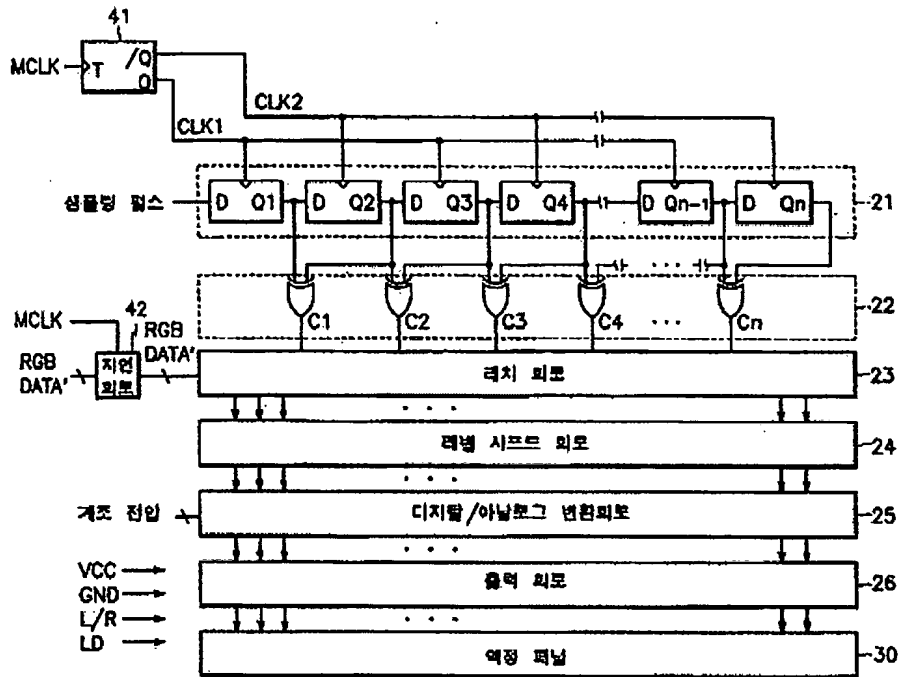 41
MCLK
T
/Q
Q
CLK2
CLK1
샘플링 펄스
D Q1
D Q2
D Q3
D Q4
D Qn-1
D Qn
21
C1
C2
C3
C4
...
Cn
22
MCLK
42
RGB
DATA'
지연
회로
RGB
DATA'
래치 회로
23
...
레벨 시프트 회로
24
...
계조 전압
디지탈/아날로그 변환회로
25
...
VCC
GND
L/R
LD
출력 회로
26
...
액정 패널
30